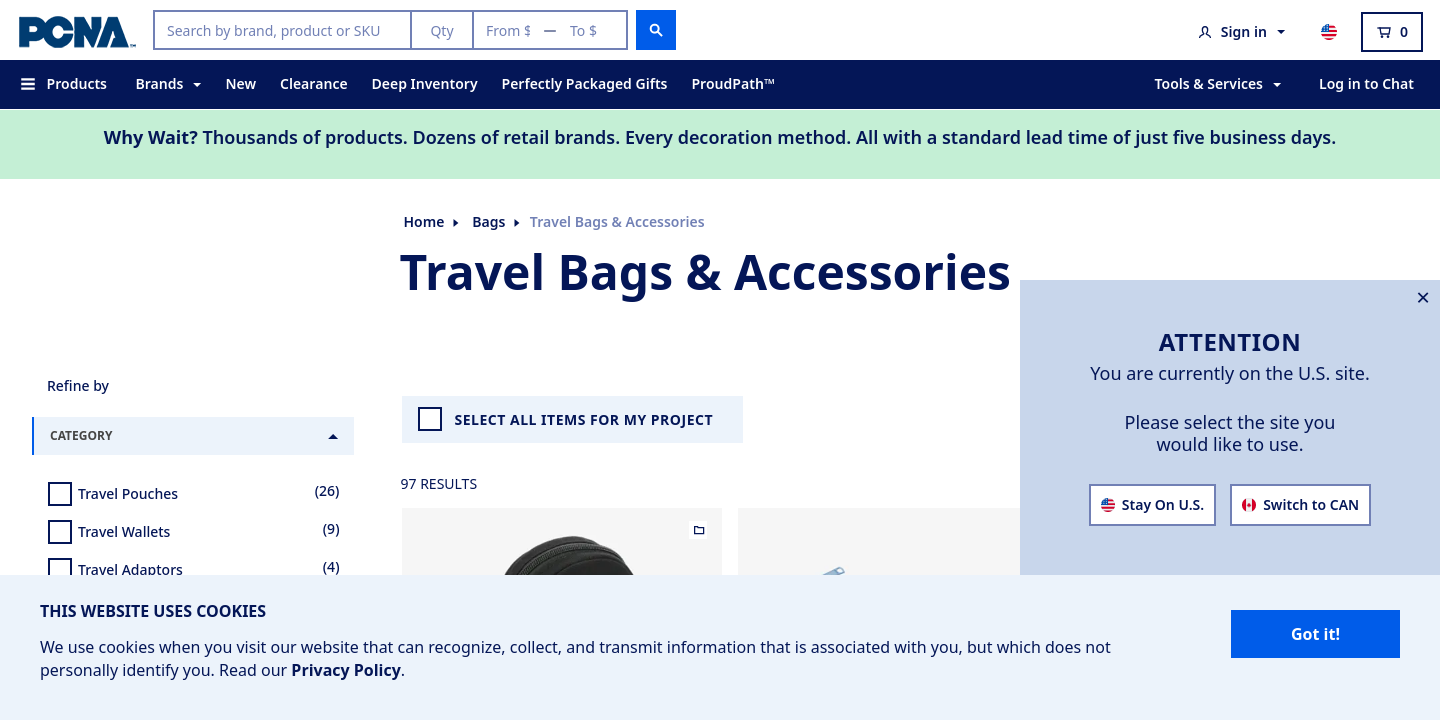 PCNA™
Search by brand, product or SKU
Qty
From $ — To $
Sign in
0
Products
Brands
New
Clearance
Deep Inventory
Perfectly Packaged Gifts
ProudPath™
Tools & Services
Log in to Chat
Why Wait? Thousands of products. Dozens of retail brands. Every decoration method. All with a standard lead time of just five business days.
Home
Bags
Travel Bags & Accessories
Travel Bags & Accessories
ATTENTION
You are currently on the U.S. site.
Please select the site you
would like to use.
Stay On U.S.
Switch to CAN
Refine by
CATEGORY
Travel Pouches (26)
Travel Wallets (9)
Travel Adaptors (4)
SELECT ALL ITEMS FOR MY PROJECT
97 RESULTS
THIS WEBSITE USES COOKIES
We use cookies when you visit our website that can recognize, collect, and transmit information that is associated with you, but which does not
personally identify you. Read our Privacy Policy.
Got it!